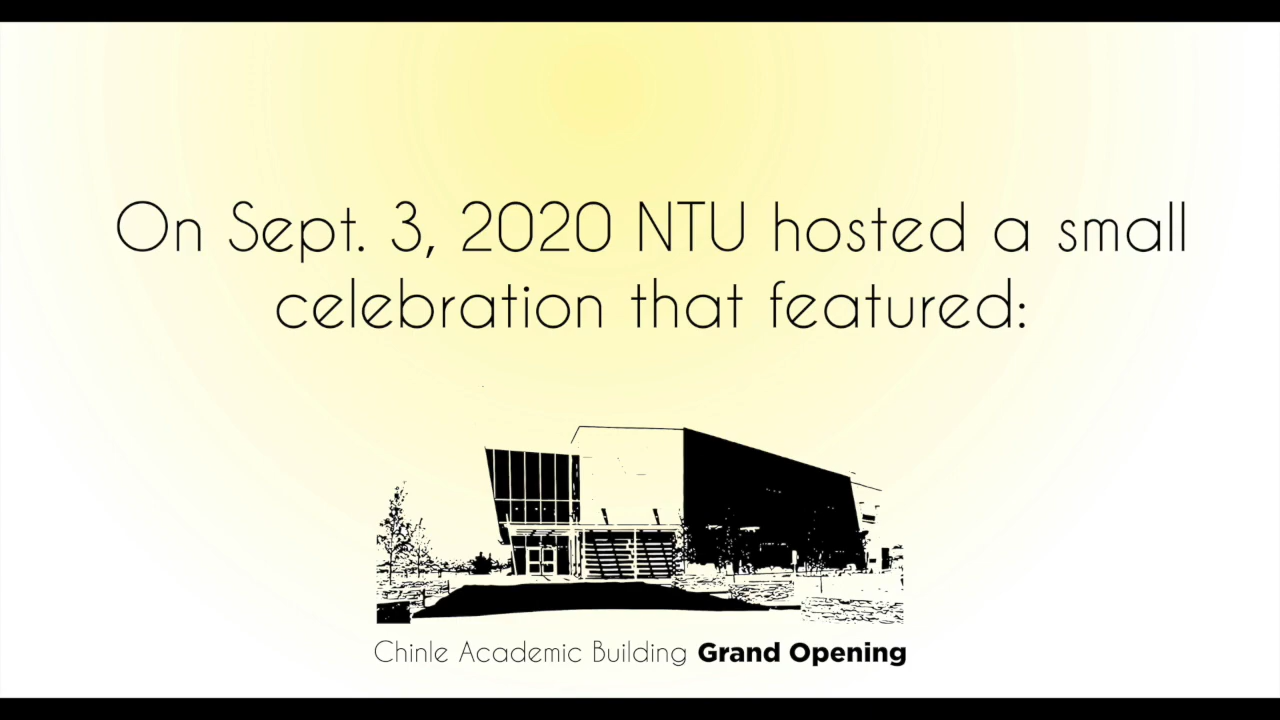 On Sept. 3, 2020 NTU hosted a small
celebration that featured:
Chinle Academic Building Grand Opening